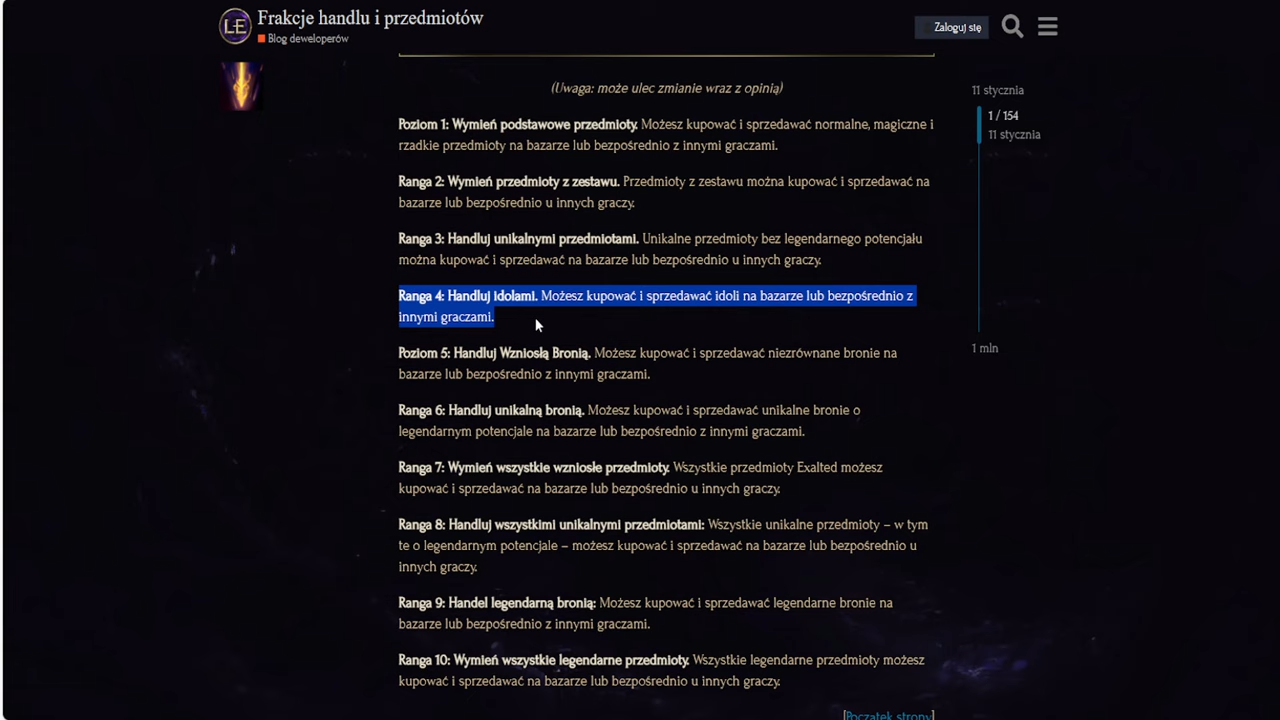 LE
Frakcje handlu i przedmiotów
Blog deweloperów
Zaloguj się
(Uwaga: może ulec zmianie wraz z opinią)
11 stycznia
1 / 154
11 stycznia
Poziom 1: Wymień podstawowe przedmioty. Możesz kupować i sprzedawać normalne, magiczne i
rzadkie przedmioty na bazarze lub bezpośrednio z innymi graczami.
Ranga 2: Wymień przedmioty z zestawu. Przedmioty z zestawu można kupować i sprzedawać na
bazarze lub bezpośrednio u innych graczy.
Ranga 3: Handluj unikalnymi przedmiotami. Unikalne przedmioty bez legendarnego potencjału
można kupować i sprzedawać na bazarze lub bezpośrednio u innych graczy.
Ranga 4: Handluj idolami. Możesz kupować i sprzedawać idoli na bazarze lub bezpośrednio z
innymi graczami.
1 mln
Poziom 5: Handluj Wzniosłą Bronią. Możesz kupować i sprzedawać niezrównane bronie na
bazarze lub bezpośrednio z innymi graczami.
Ranga 6: Handluj unikalną bronią. Możesz kupować i sprzedawać unikalne bronie o
legendarnym potencjale na bazarze lub bezpośrednio z innymi graczami.
Ranga 7: Wymień wszystkie wzniosłe przedmioty. Wszystkie przedmioty Exalted możesz
kupować i sprzedawać na bazarze lub bezpośrednio u innych graczy.
Ranga 8: Handluj wszystkimi unikalnymi przedmiotami: Wszystkie unikalne przedmioty – w tym
te o legendarnym potencjale – możesz kupować i sprzedawać na bazarze lub bezpośrednio u
innych graczy.
Ranga 9: Handel legendarną bronią: Możesz kupować i sprzedawać legendarne bronie na
bazarze lub bezpośrednio z innymi graczami.
Ranga 10: Wymień wszystkie legendarne przedmioty. Wszystkie legendarne przedmioty możesz
kupować i sprzedawać na bazarze lub bezpośrednio u innych graczy.
[Początek strony]